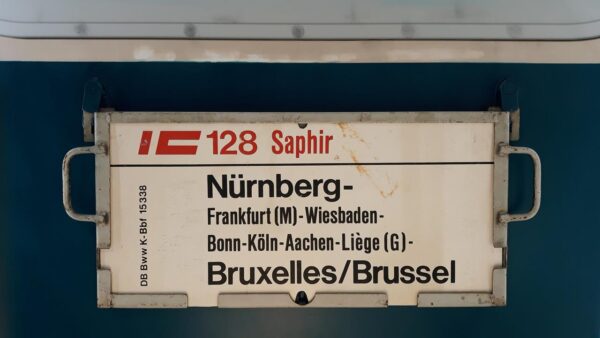 IC 128 Saphir
Nürnberg-
Frankfurt (M)-Wiesbaden-
Bonn-Köln-Aachen-Liège (G)-
Bruxelles/Brussel
DB Bww K-Bbf 15338